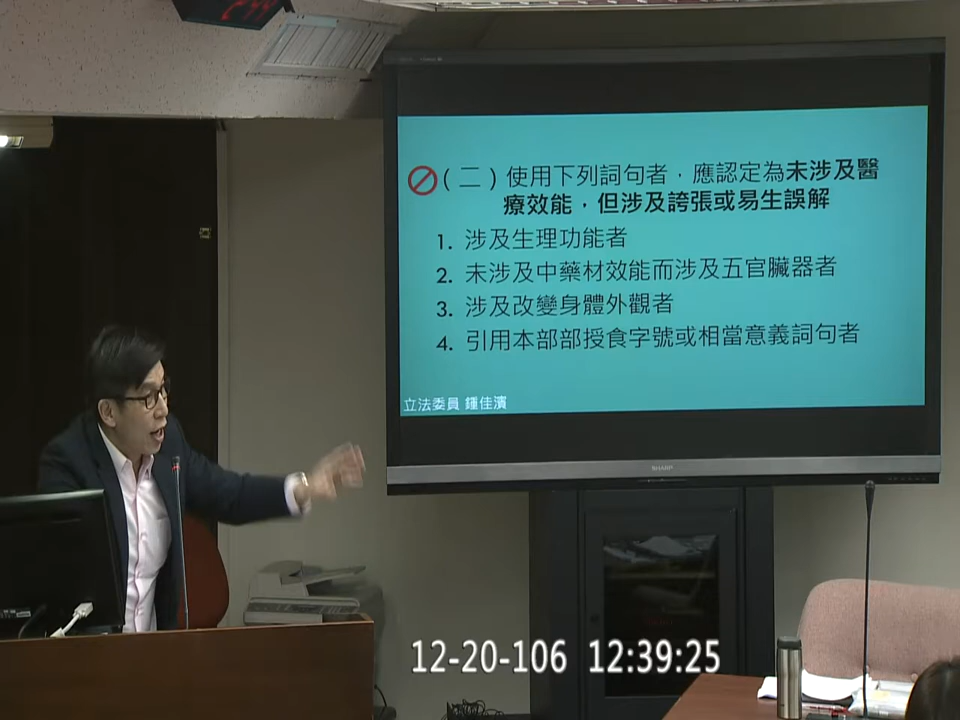 (二)使用下列詞句者，應認定為未涉及醫
療效能，但涉及誇張或易生誤解
1. 涉及生理功能者
2. 未涉及中藥材效能而涉及五官臟器者
3. 涉及改變身體外觀者
4. 引用本部部授食字號或相當意義詞句者
立法委員 鍾佳濱
SHARP
12-20-106 12:39:25